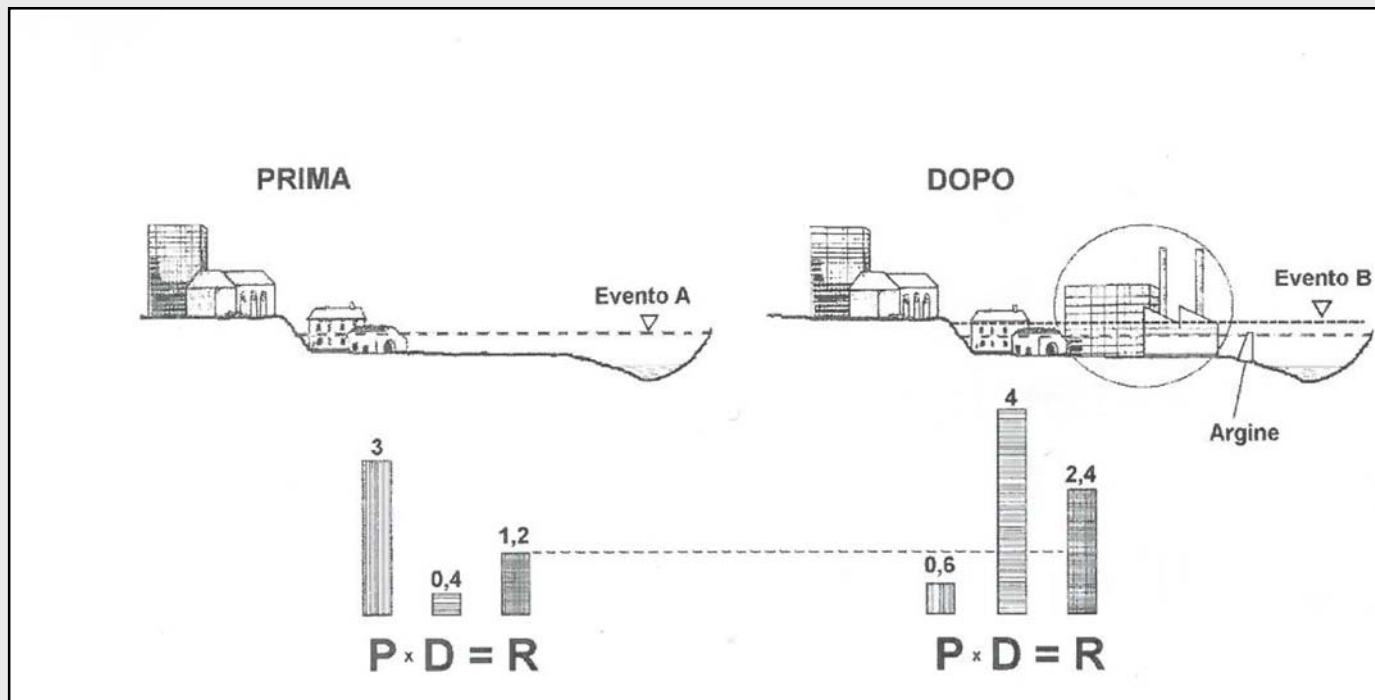 PRIMA
Evento A
3
0,4
1,2
P x D = R
DOPO
Evento B
Argine
0,6
4
2,4
P x D = R